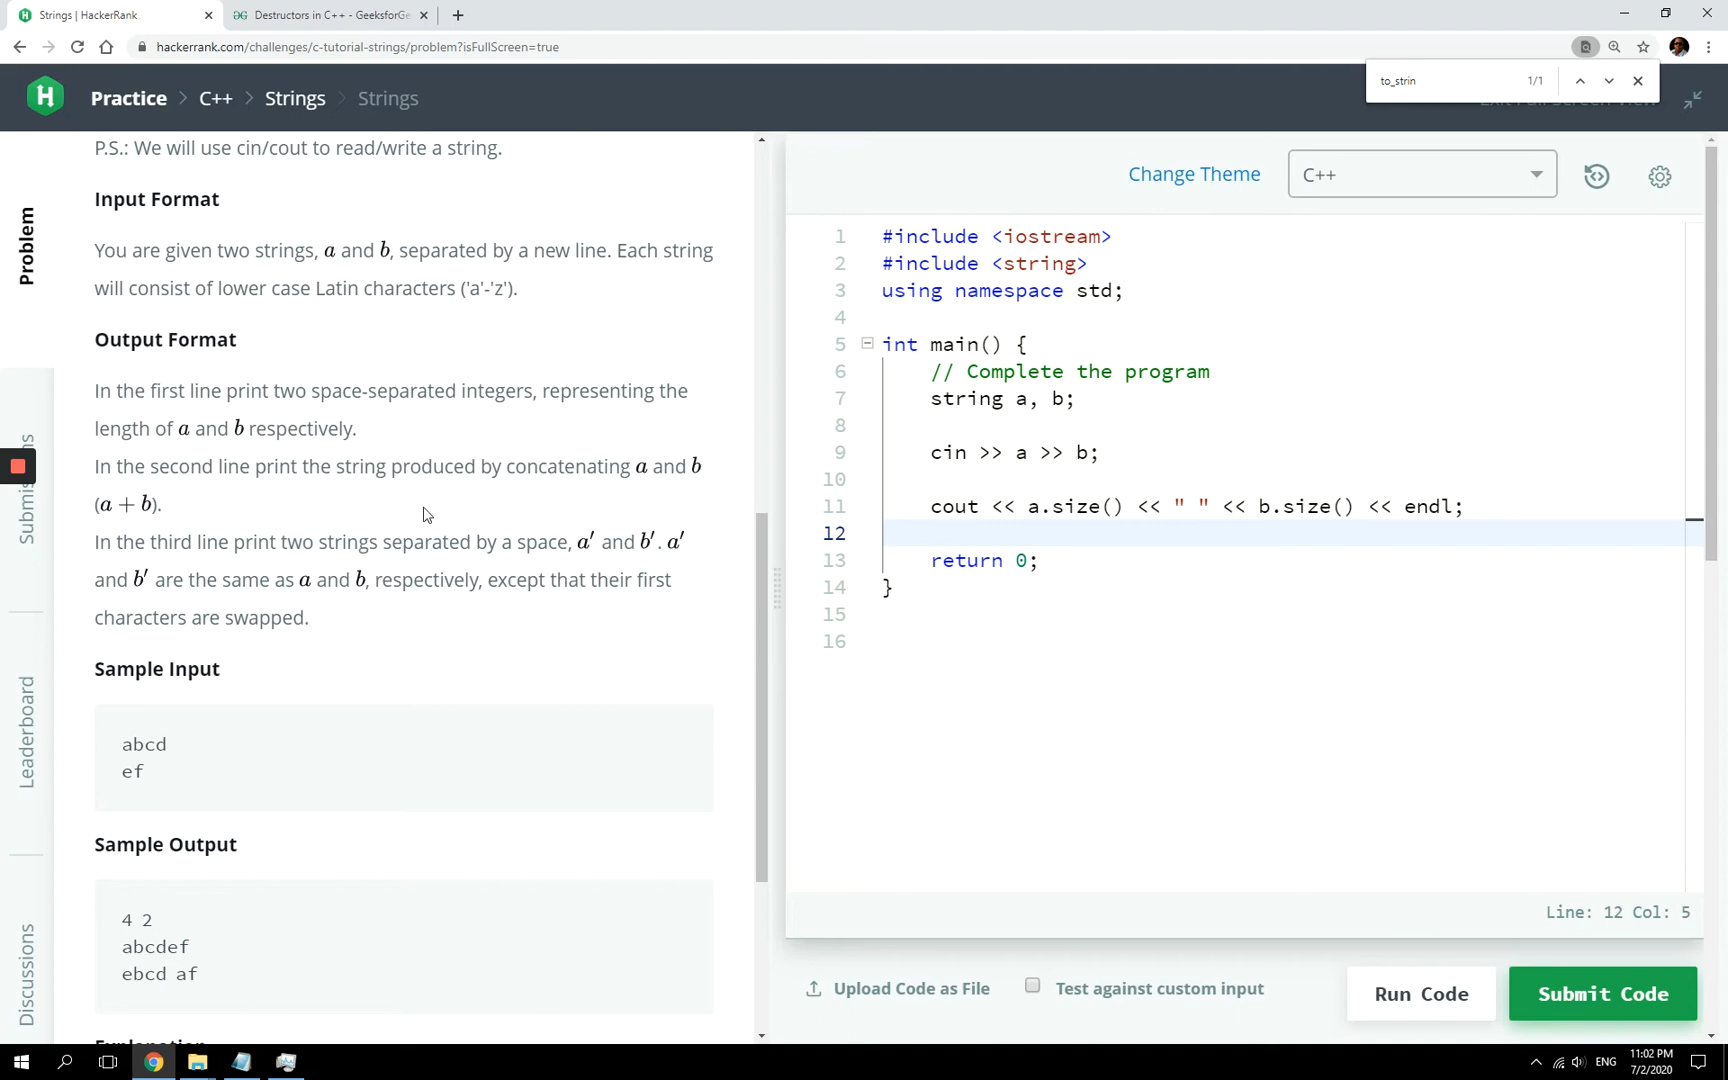 Strings | HackerRank
Destructors in C++ - GeeksforGe
hackerrank.com/challenges/c-tutorial-strings/problem?isFullScreen=true
to_strin 1/1
H Practice > C++ > Strings > Strings
Problem
Submissions
Leaderboard
Discussions
P.S.: We will use cin/cout to read/write a string.
Input Format
You are given two strings, a and b, separated by a new line. Each string
will consist of lower case Latin characters ('a'-'z').
Output Format
In the first line print two space-separated integers, representing the
length of a and b respectively.
In the second line print the string produced by concatenating a and b
(a + b).
In the third line print two strings separated by a space, a′ and b′. a′
and b′ are the same as a and b, respectively, except that their first
characters are swapped.
Sample Input
abcd
ef
Sample Output
4 2
abcdef
ebcd af
Change Theme C++
1 #include <iostream>
2 #include <string>
3 using namespace std;
4
5 int main() {
6 // Complete the program
7 string a, b;
8
9 cin >> a >> b;
10
11 cout << a.size() << " " << b.size() << endl;
12
13 return 0;
14 }
15
16
Line: 12 Col: 5
Upload Code as File Test against custom input Run Code Submit Code
ENG 11:02 PM
7/2/2020